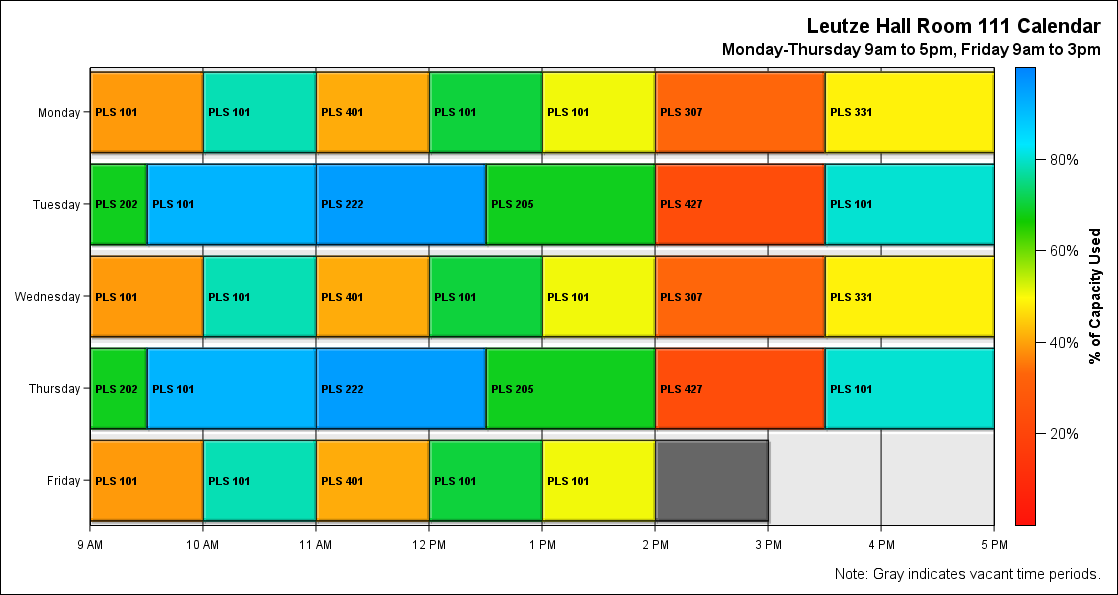 Leutze Hall Room 111 Calendar
Monday-Thursday 9am to 5pm, Friday 9am to 3pm
Monday
PLS 101
PLS 101
PLS 401
PLS 101
PLS 101
PLS 307
PLS 331
Tuesday
PLS 202
PLS 101
PLS 222
PLS 205
PLS 427
PLS 101
Wednesday
PLS 101
PLS 101
PLS 401
PLS 101
PLS 101
PLS 307
PLS 331
Thursday
PLS 202
PLS 101
PLS 222
PLS 205
PLS 427
PLS 101
Friday
PLS 101
PLS 101
PLS 401
PLS 101
PLS 101
9 AM
10 AM
11 AM
12 PM
1 PM
2 PM
3 PM
4 PM
5 PM
80%
60%
40%
20%
% of Capacity Used
Note: Gray indicates vacant time periods.